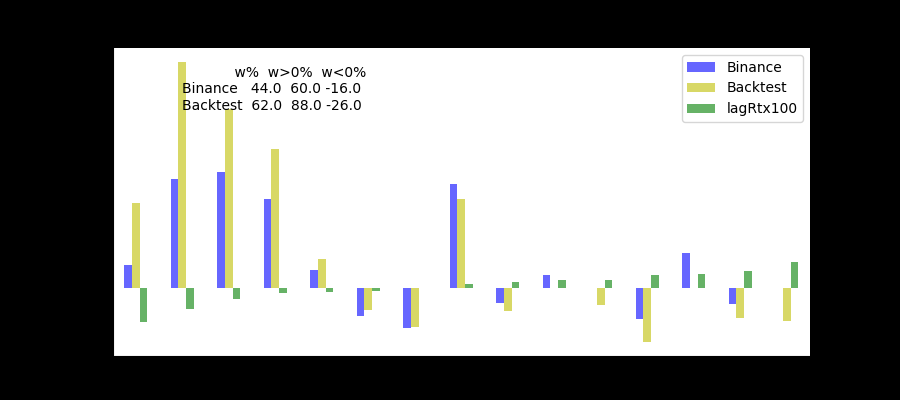 w%  w>0%  w<0%
Binance   44.0  60.0 -16.0
Backtest  62.0  88.0 -26.0
Binance
Backtest
lagRtx100